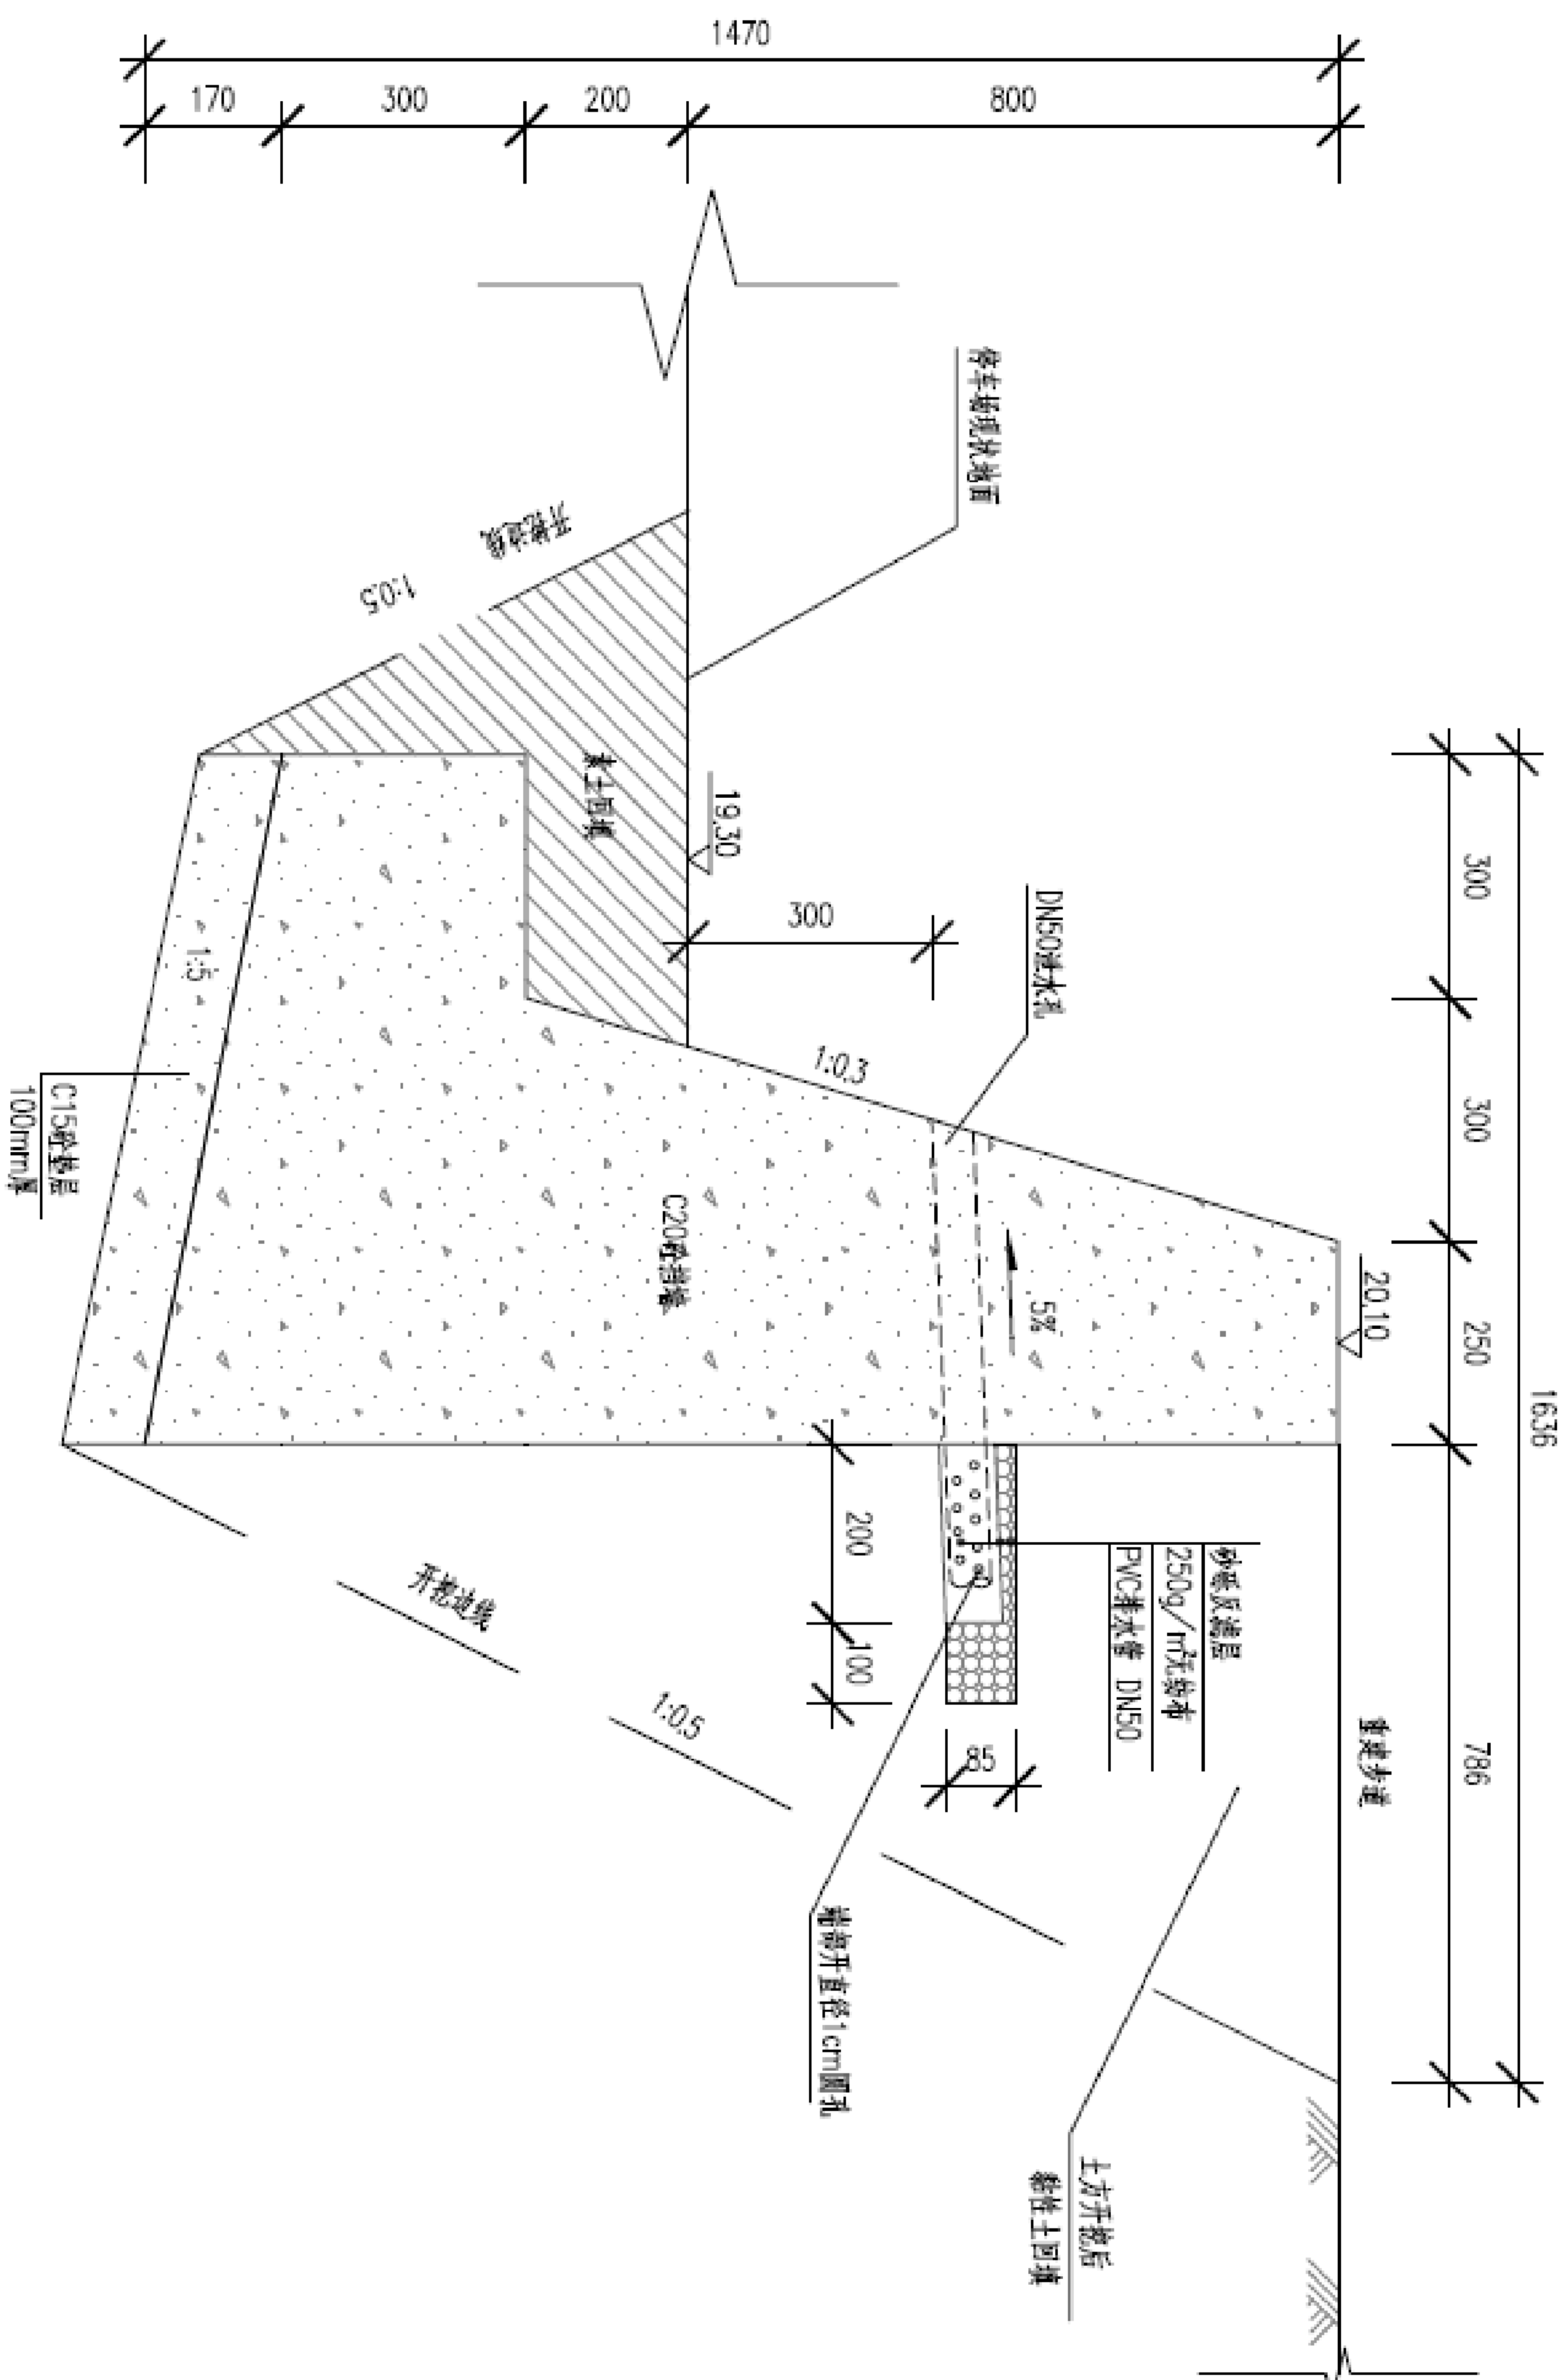 1470
170
300
200
800
停车场现状地面
开挖边线
1:0.5
素土回填
19.30
300
DN50泄水孔
1:0.3
1:5
C15砼垫层
100mm厚
C20砼挡墙
5%
20.10
300
300
250
786
1636
200
100
85
砂砾反滤层
250g/m²无纺布
PVC排水管 DN50
重建步道
开挖边线
1:0.5
端部开直径1cm圆孔
土方开挖后
黏性土回填